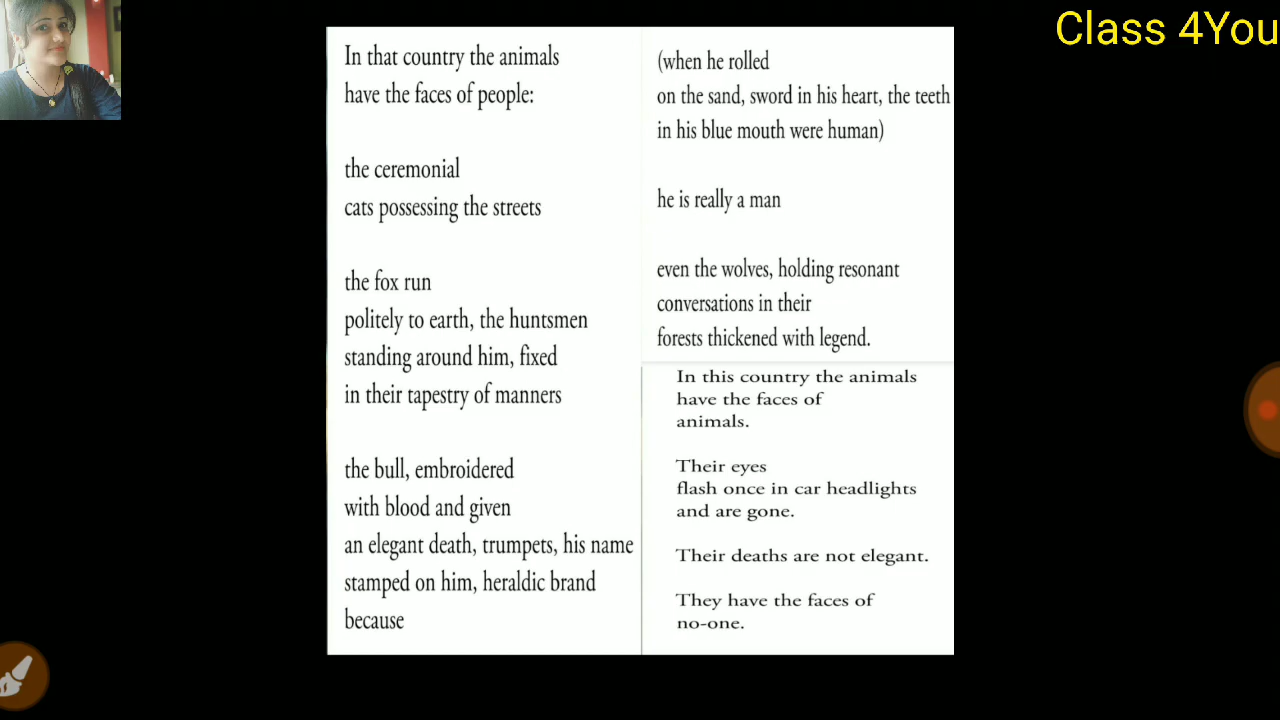 Class 4You
In that country the animals
have the faces of people:
the ceremonial
cats possessing the streets
the fox run
politely to earth, the huntsmen
standing around him, fixed
in their tapestry of manners
the bull, embroidered
with blood and given
an elegant death, trumpets, his name
stamped on him, heraldic brand
because
(when he rolled
on the sand, sword in his heart, the teeth
in his blue mouth were human)
he is really a man
even the wolves, holding resonant
conversations in their
forests thickened with legend.
In this country the animals
have the faces of
animals.
Their eyes
flash once in car headlights
and are gone.
Their deaths are not elegant.
They have the faces of
no-one.